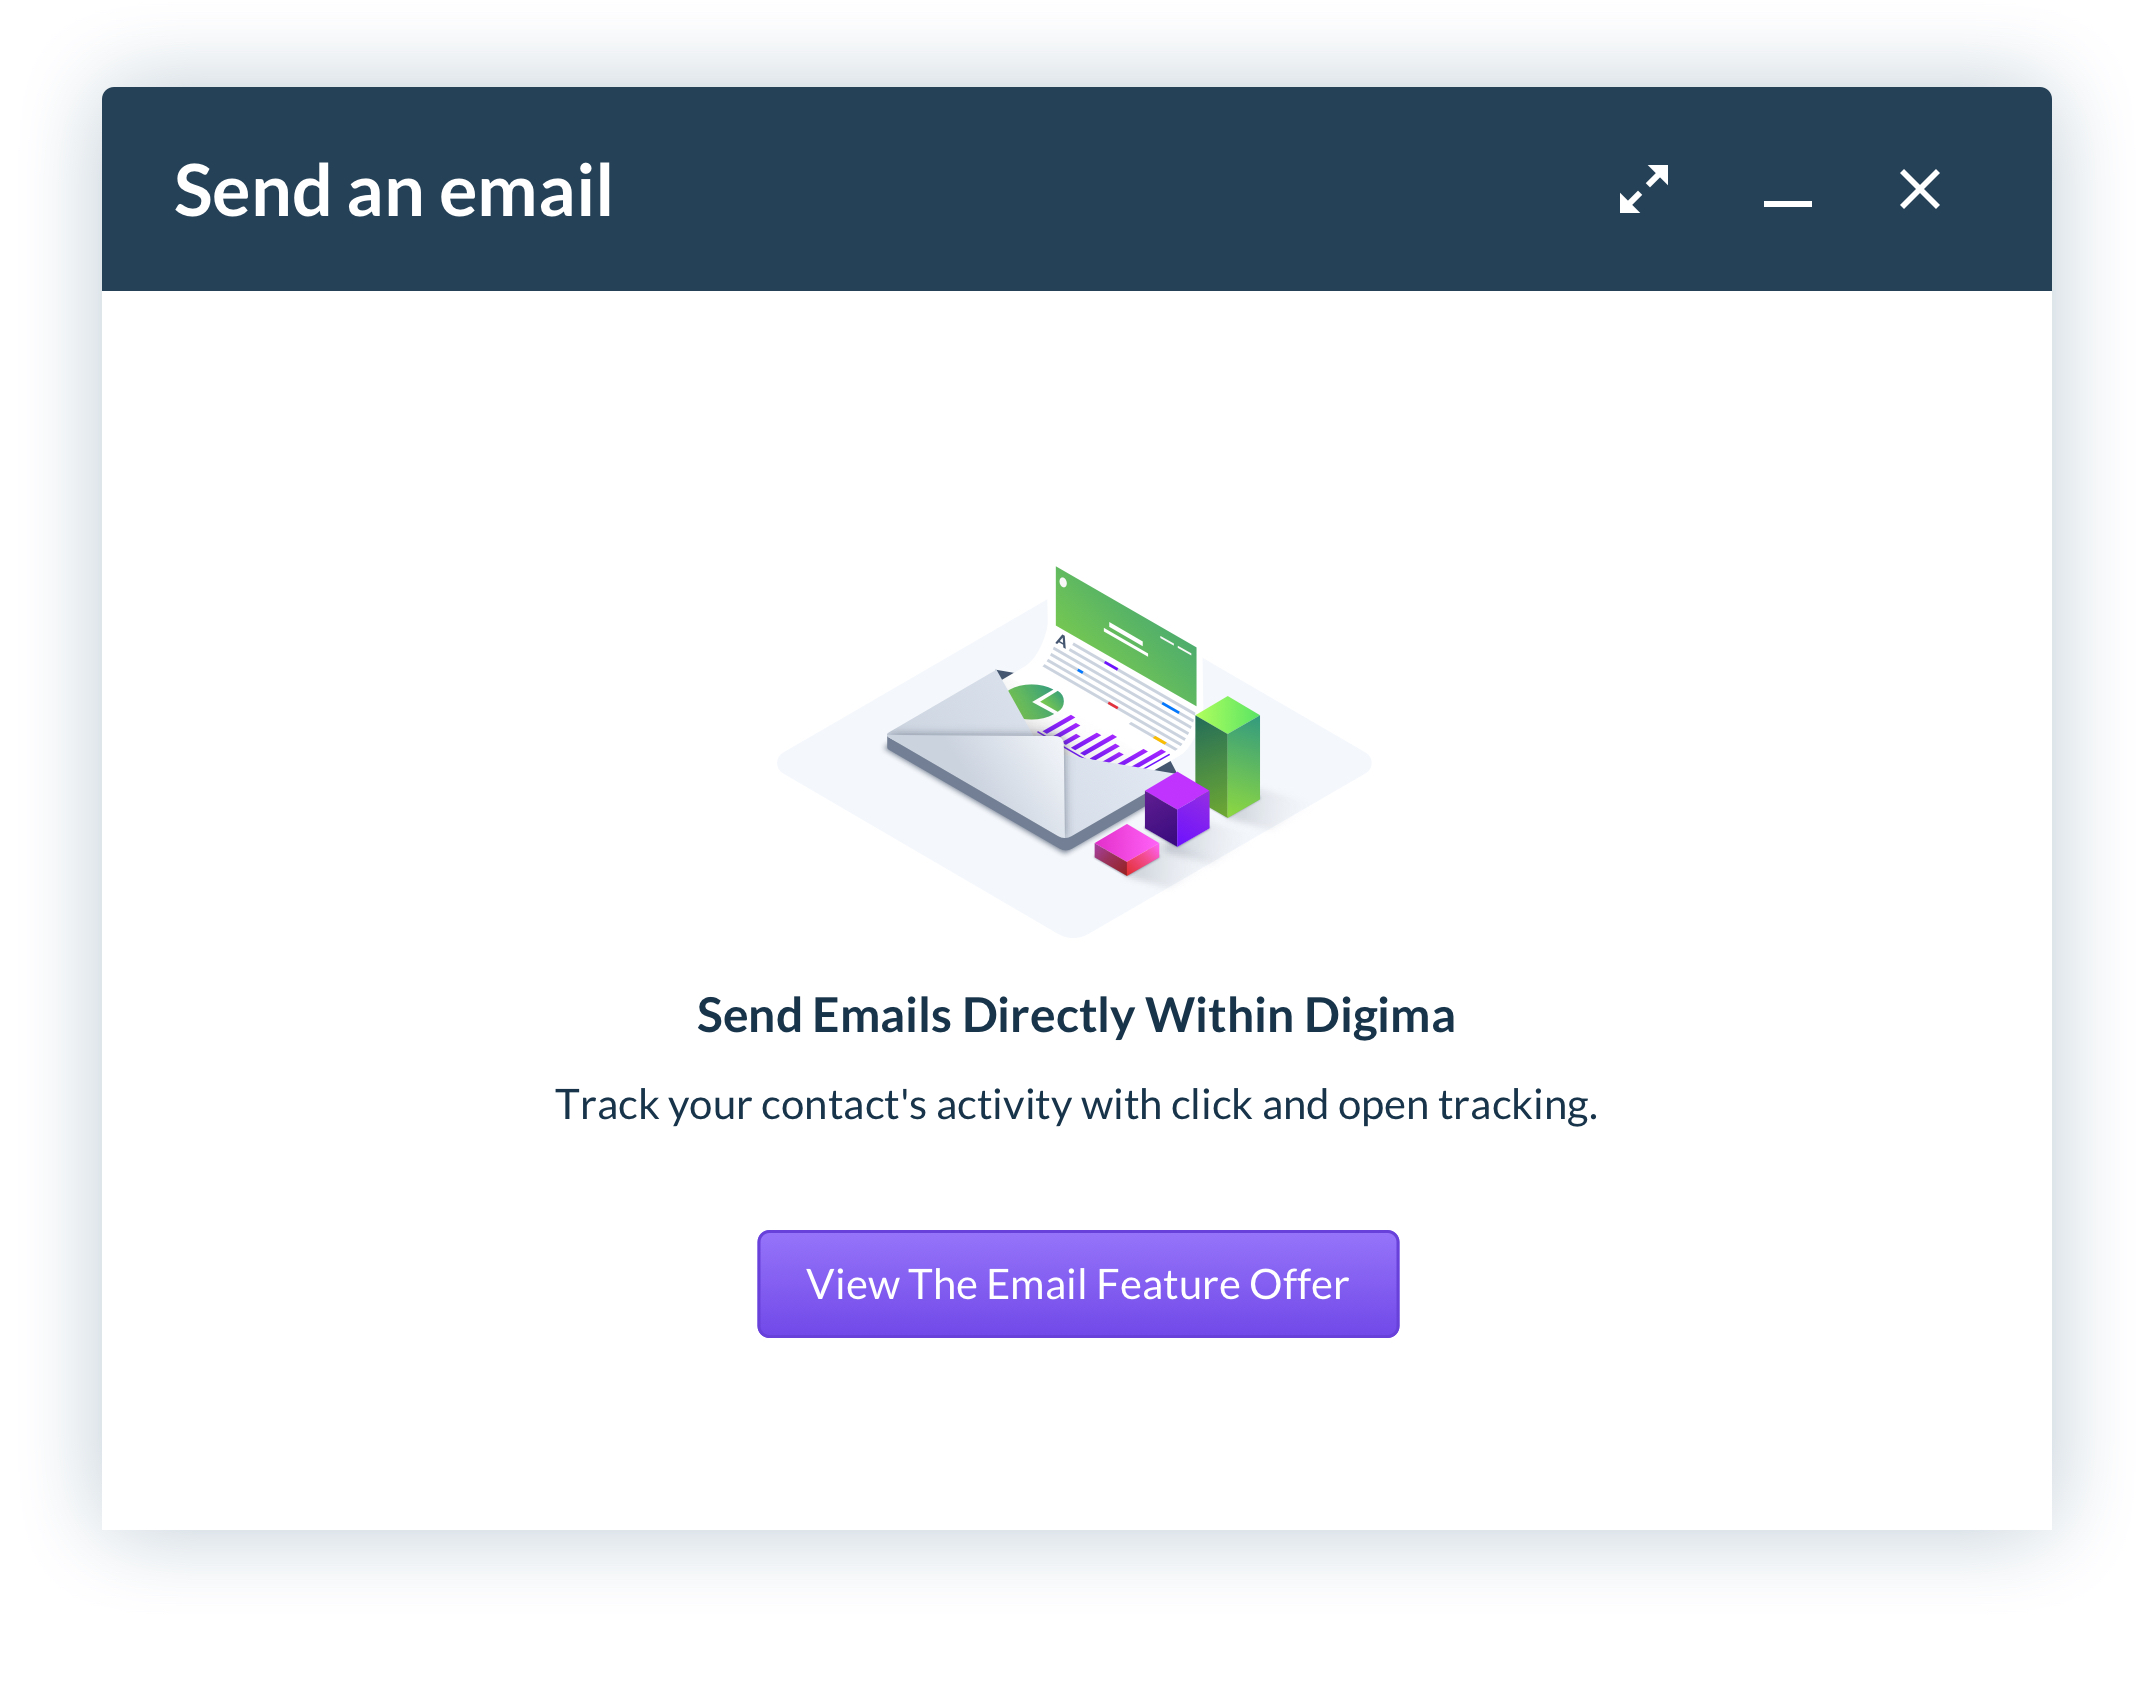 Send an email
A
Send Emails Directly Within Digima
Track your contact's activity with click and open tracking.
View The Email Feature Offer